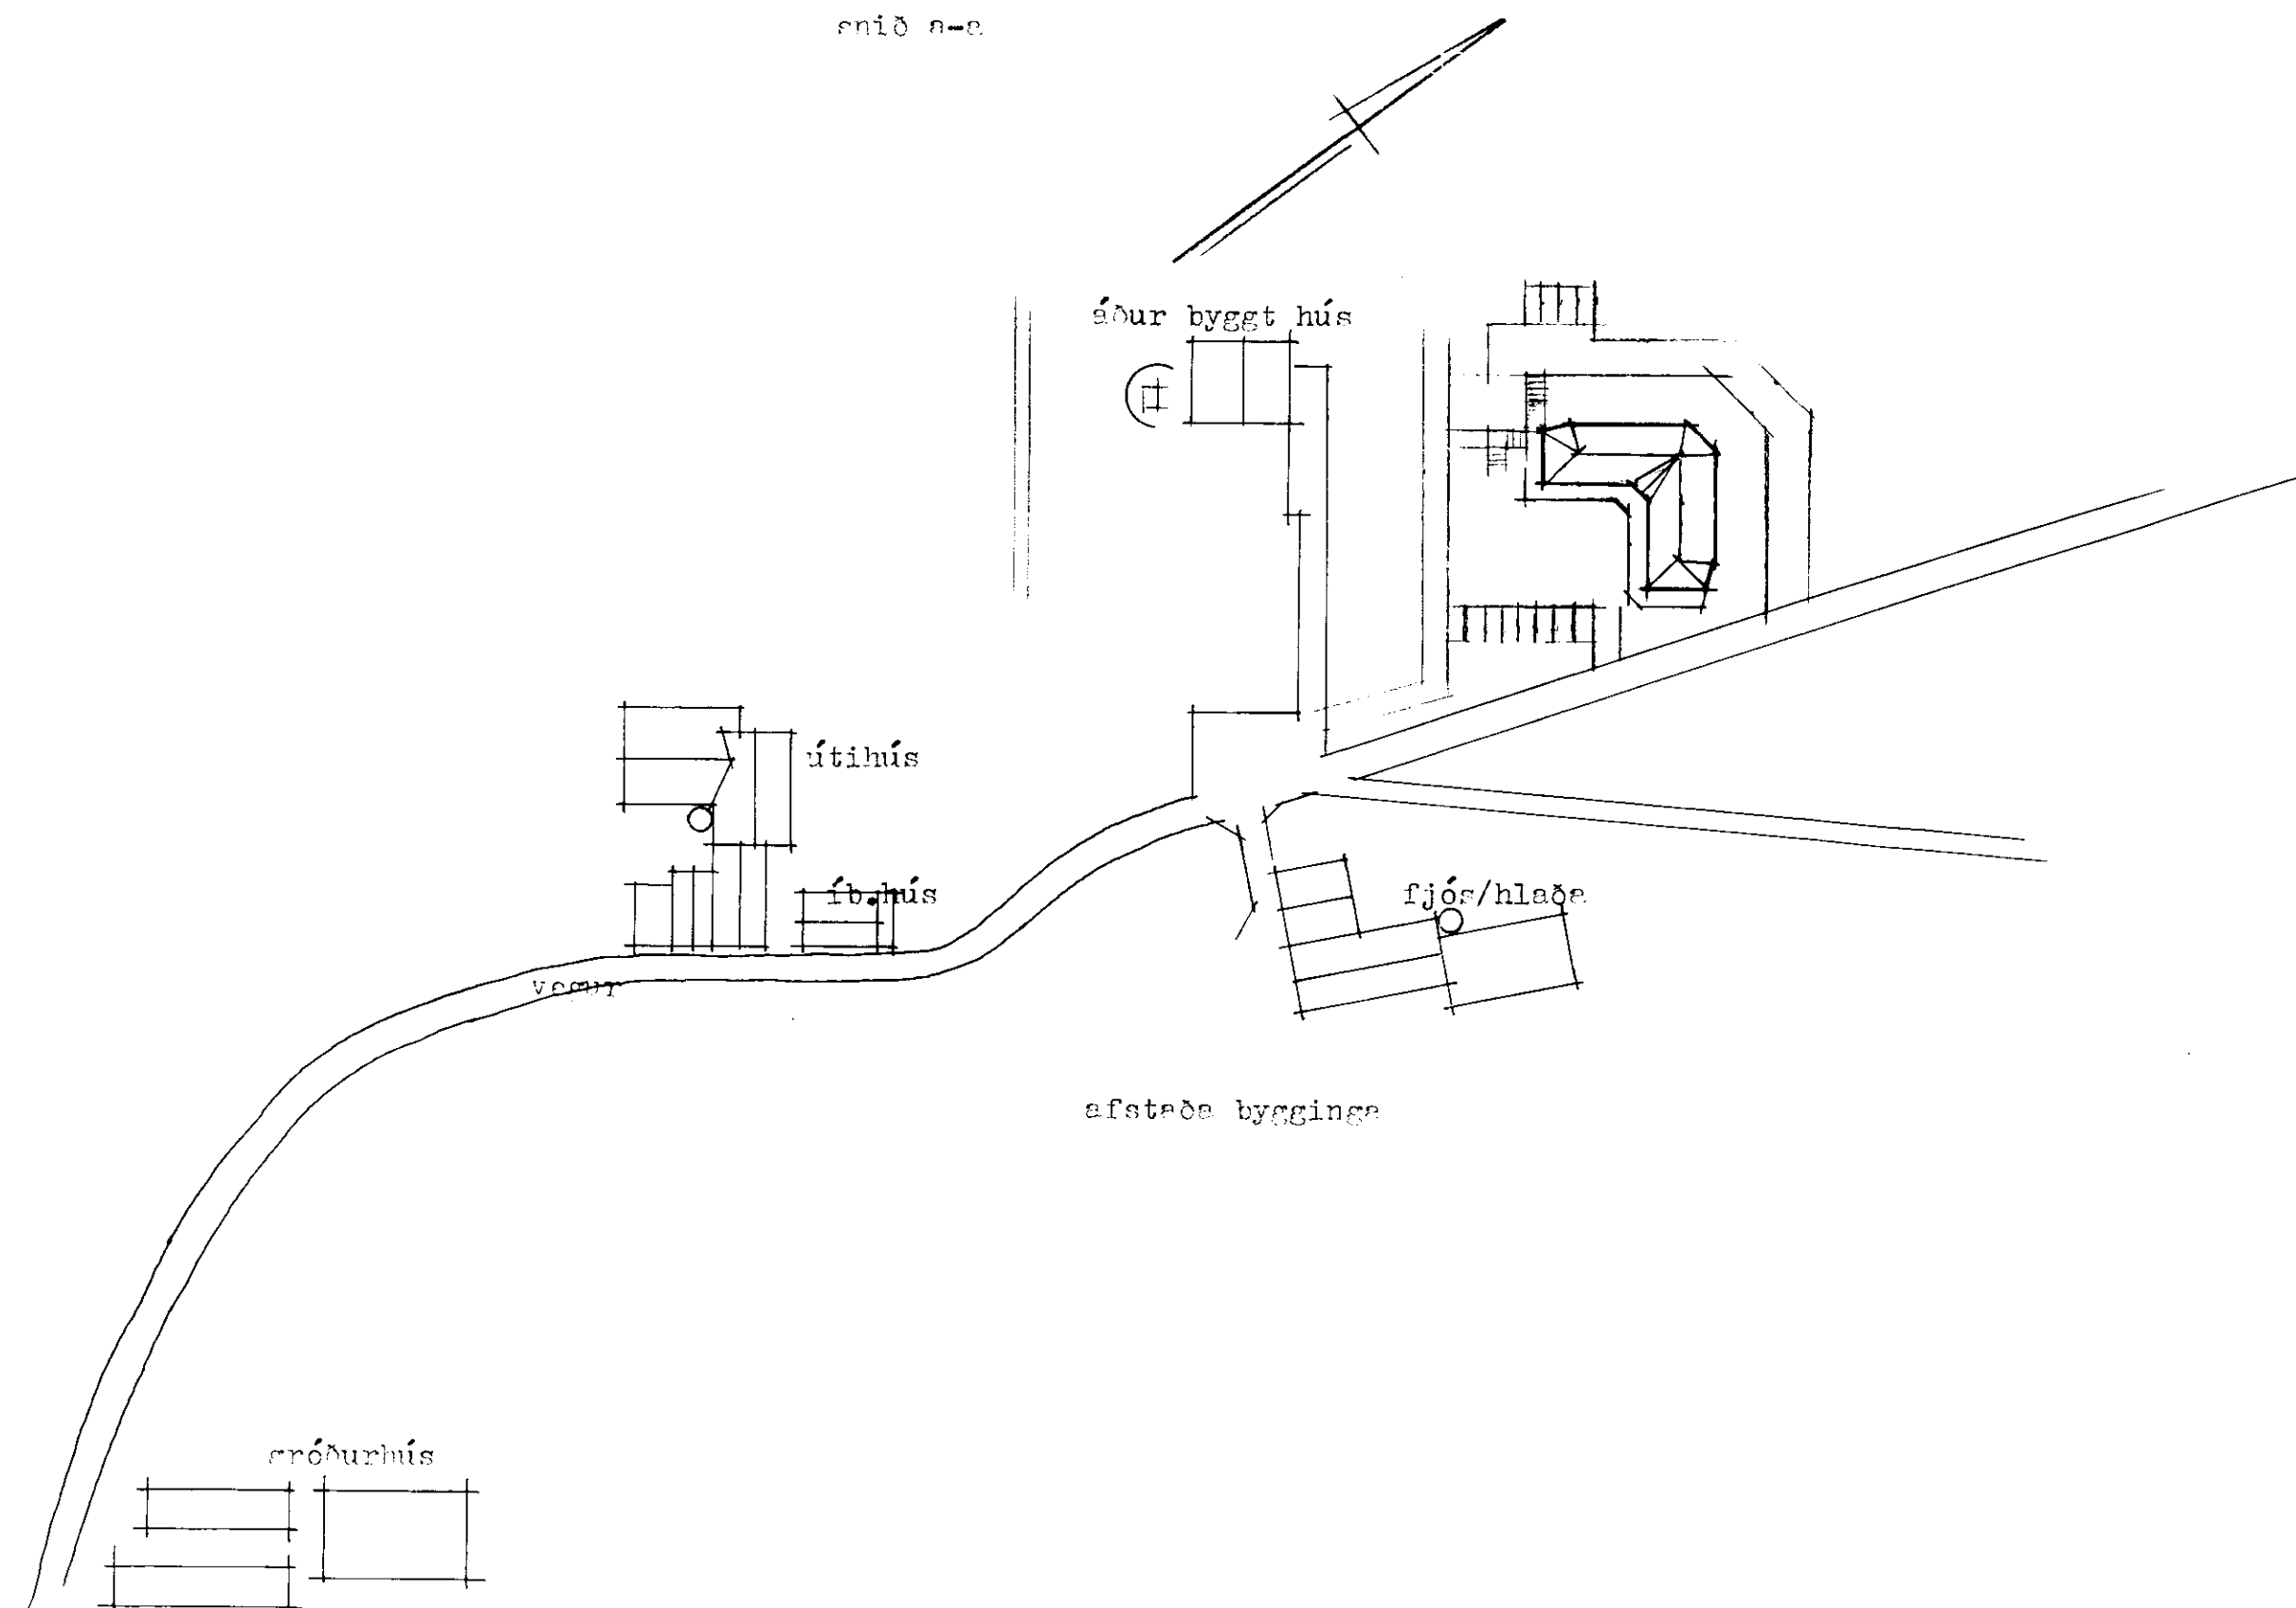 snið a-a
áður byggt hús
útihús
íb.hús
fjós/hlaða
vegur
afstaða bygginga
gróðurhús